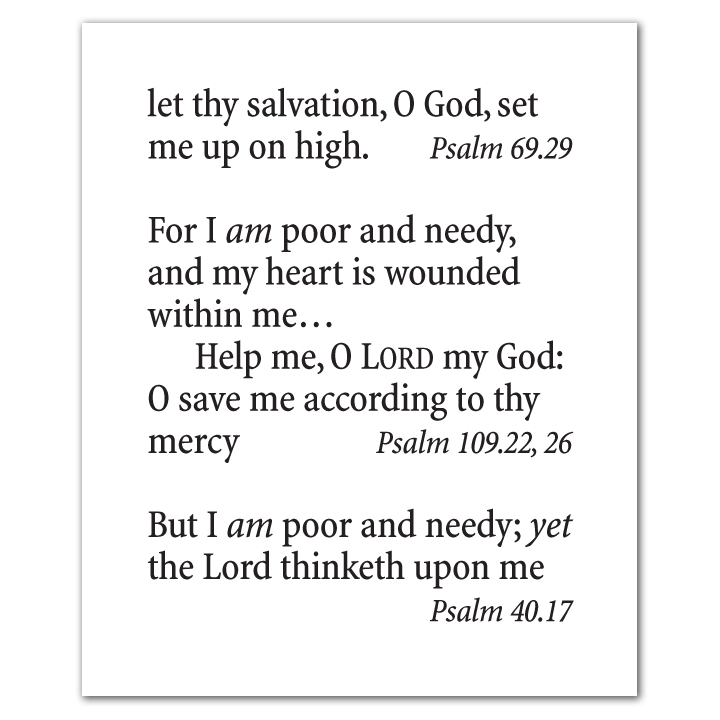 let thy salvation, O God, set
me up on high. Psalm 69.29
For I am poor and needy,
and my heart is wounded
within me…
Help me, O LORD my God:
O save me according to thy
mercy Psalm 109.22, 26
But I am poor and needy; yet
the Lord thinketh upon me
Psalm 40.17